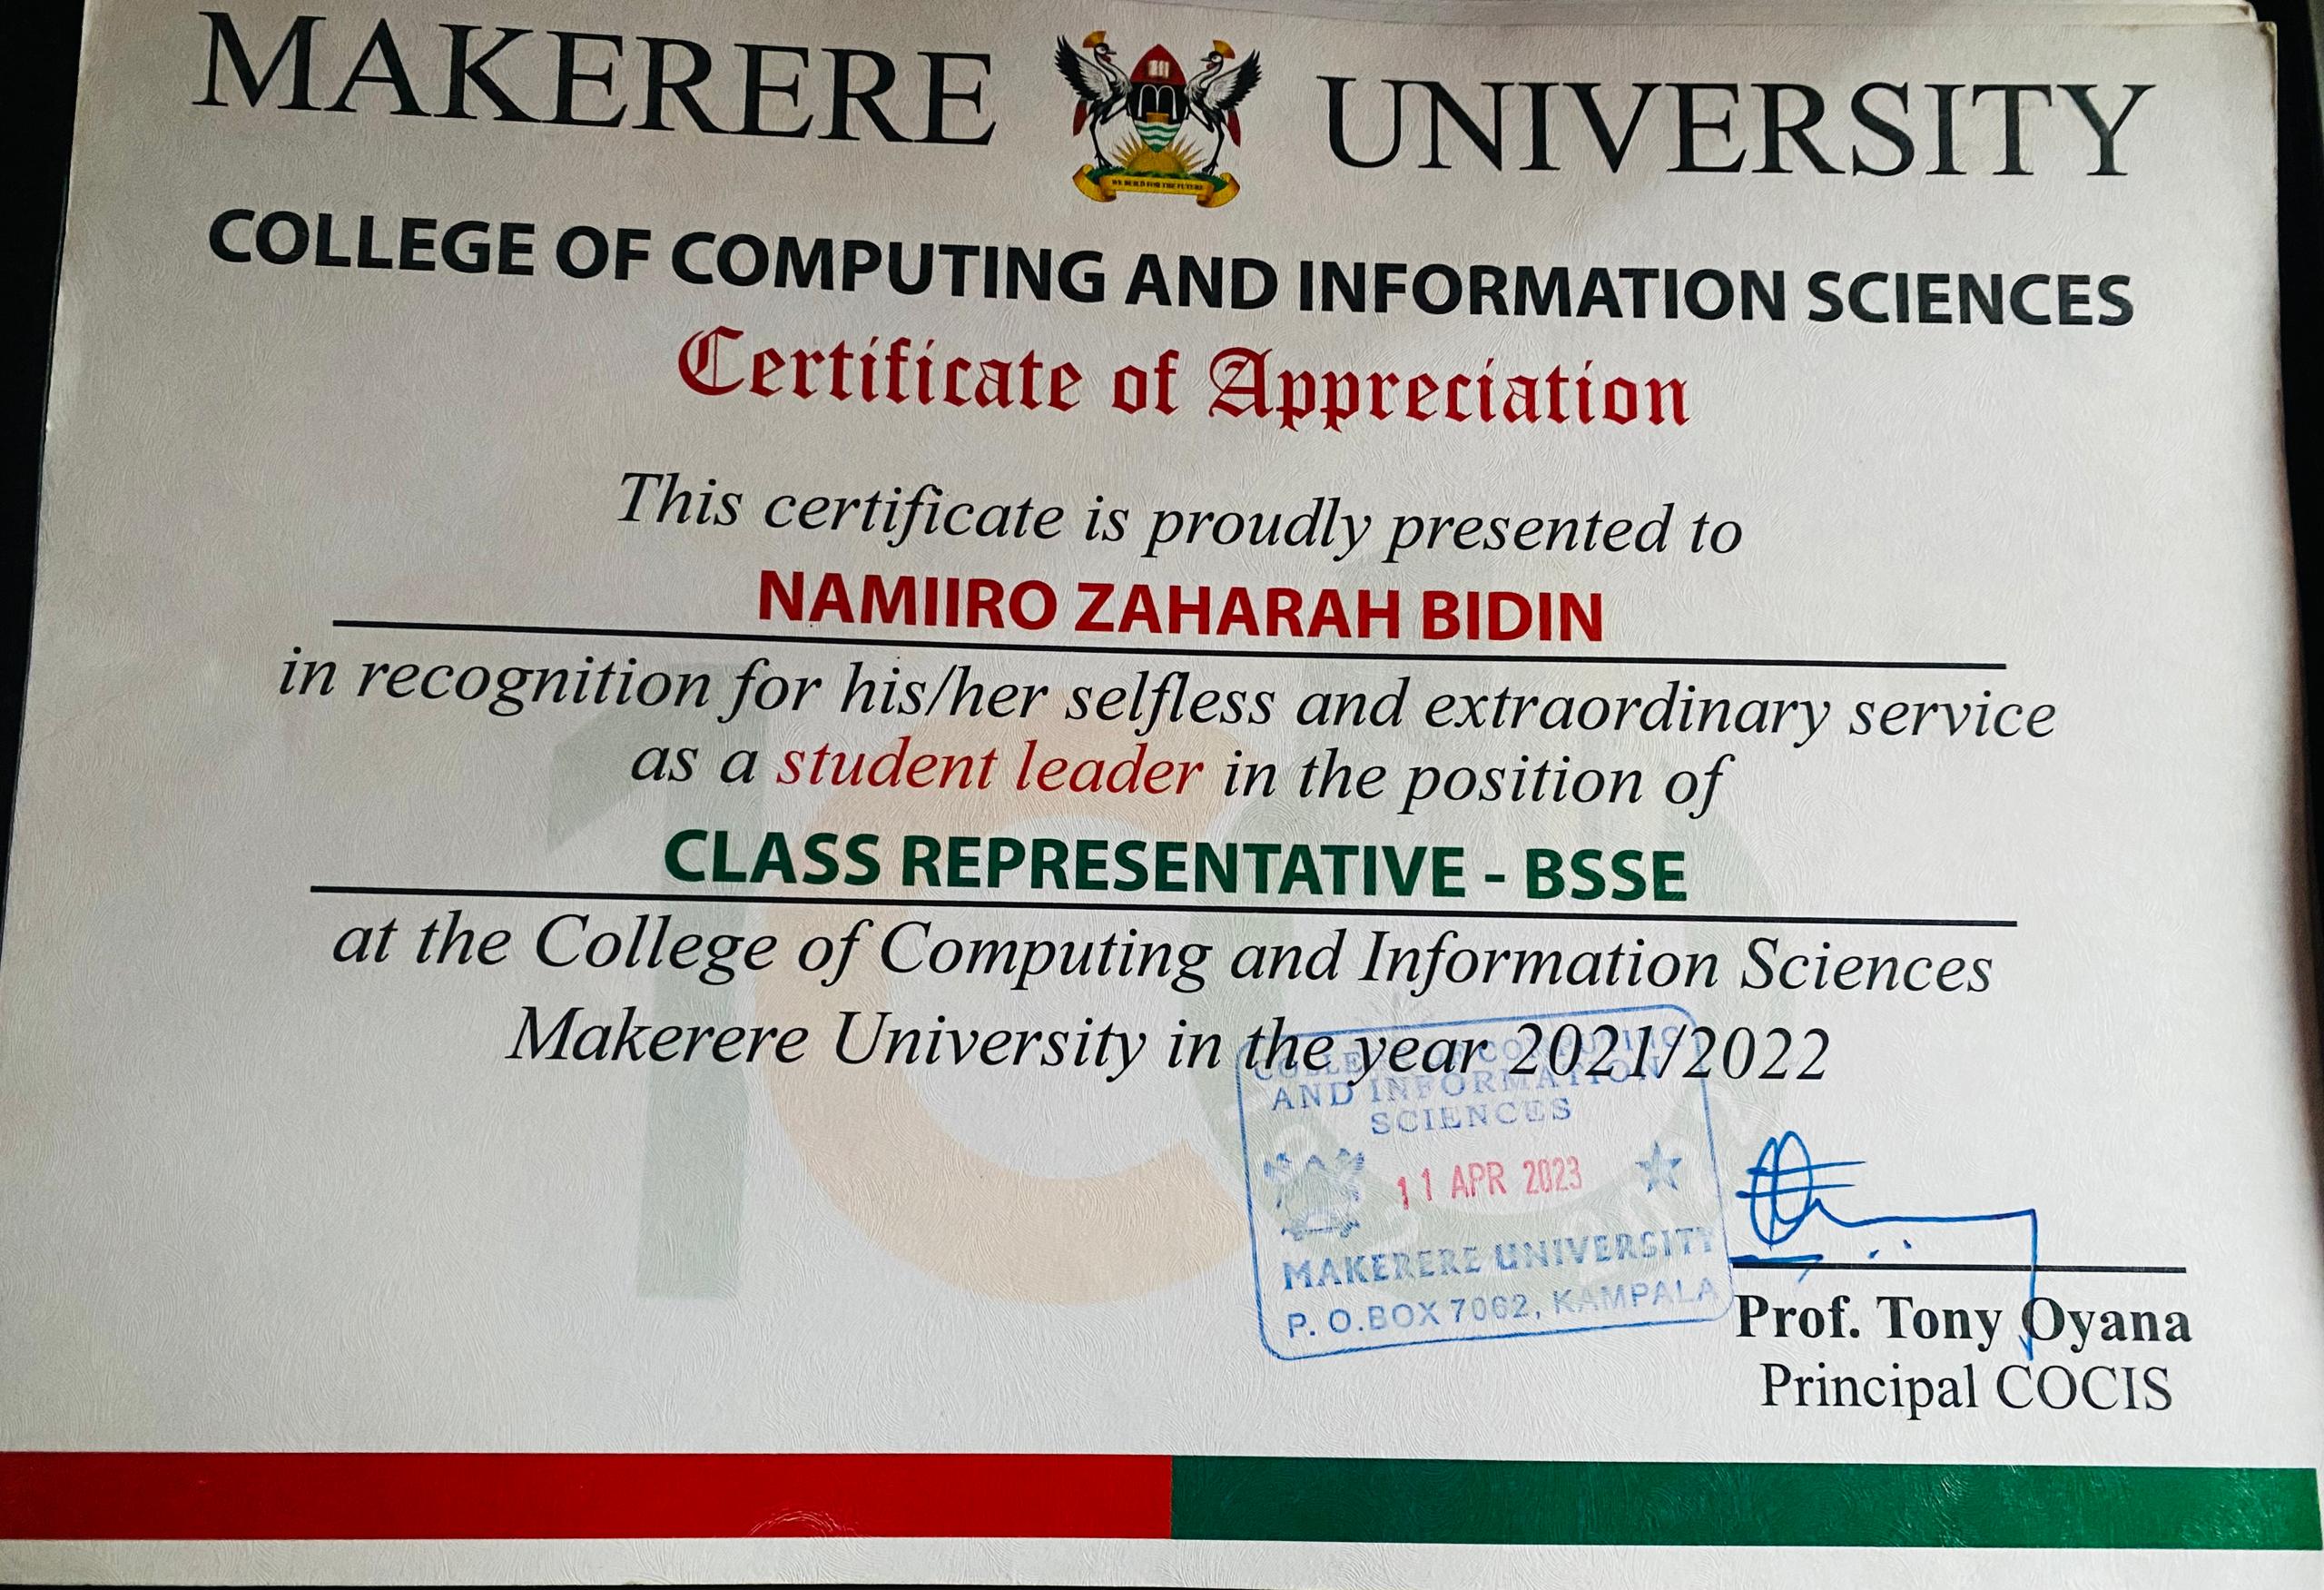 MAKERERE UNIVERSITY
WE BUILD FOR THE FUTURE
COLLEGE OF COMPUTING AND INFORMATION SCIENCES
Certificate of Appreciation
This certificate is proudly presented to
NAMIIRO ZAHARAH BIDIN
in recognition for his/her selfless and extraordinary service
as a student leader in the position of
CLASS REPRESENTATIVE - BSSE
at the College of Computing and Information Sciences
Makerere University in the year 2021/2022
COLLEGE OF COMPUTING
AND INFORMATION
SCIENCES
11 APR 2023
MAKERERE UNIVERSITY
P. O.BOX 7062, KAMPALA
Prof. Tony Oyana
Principal COCIS